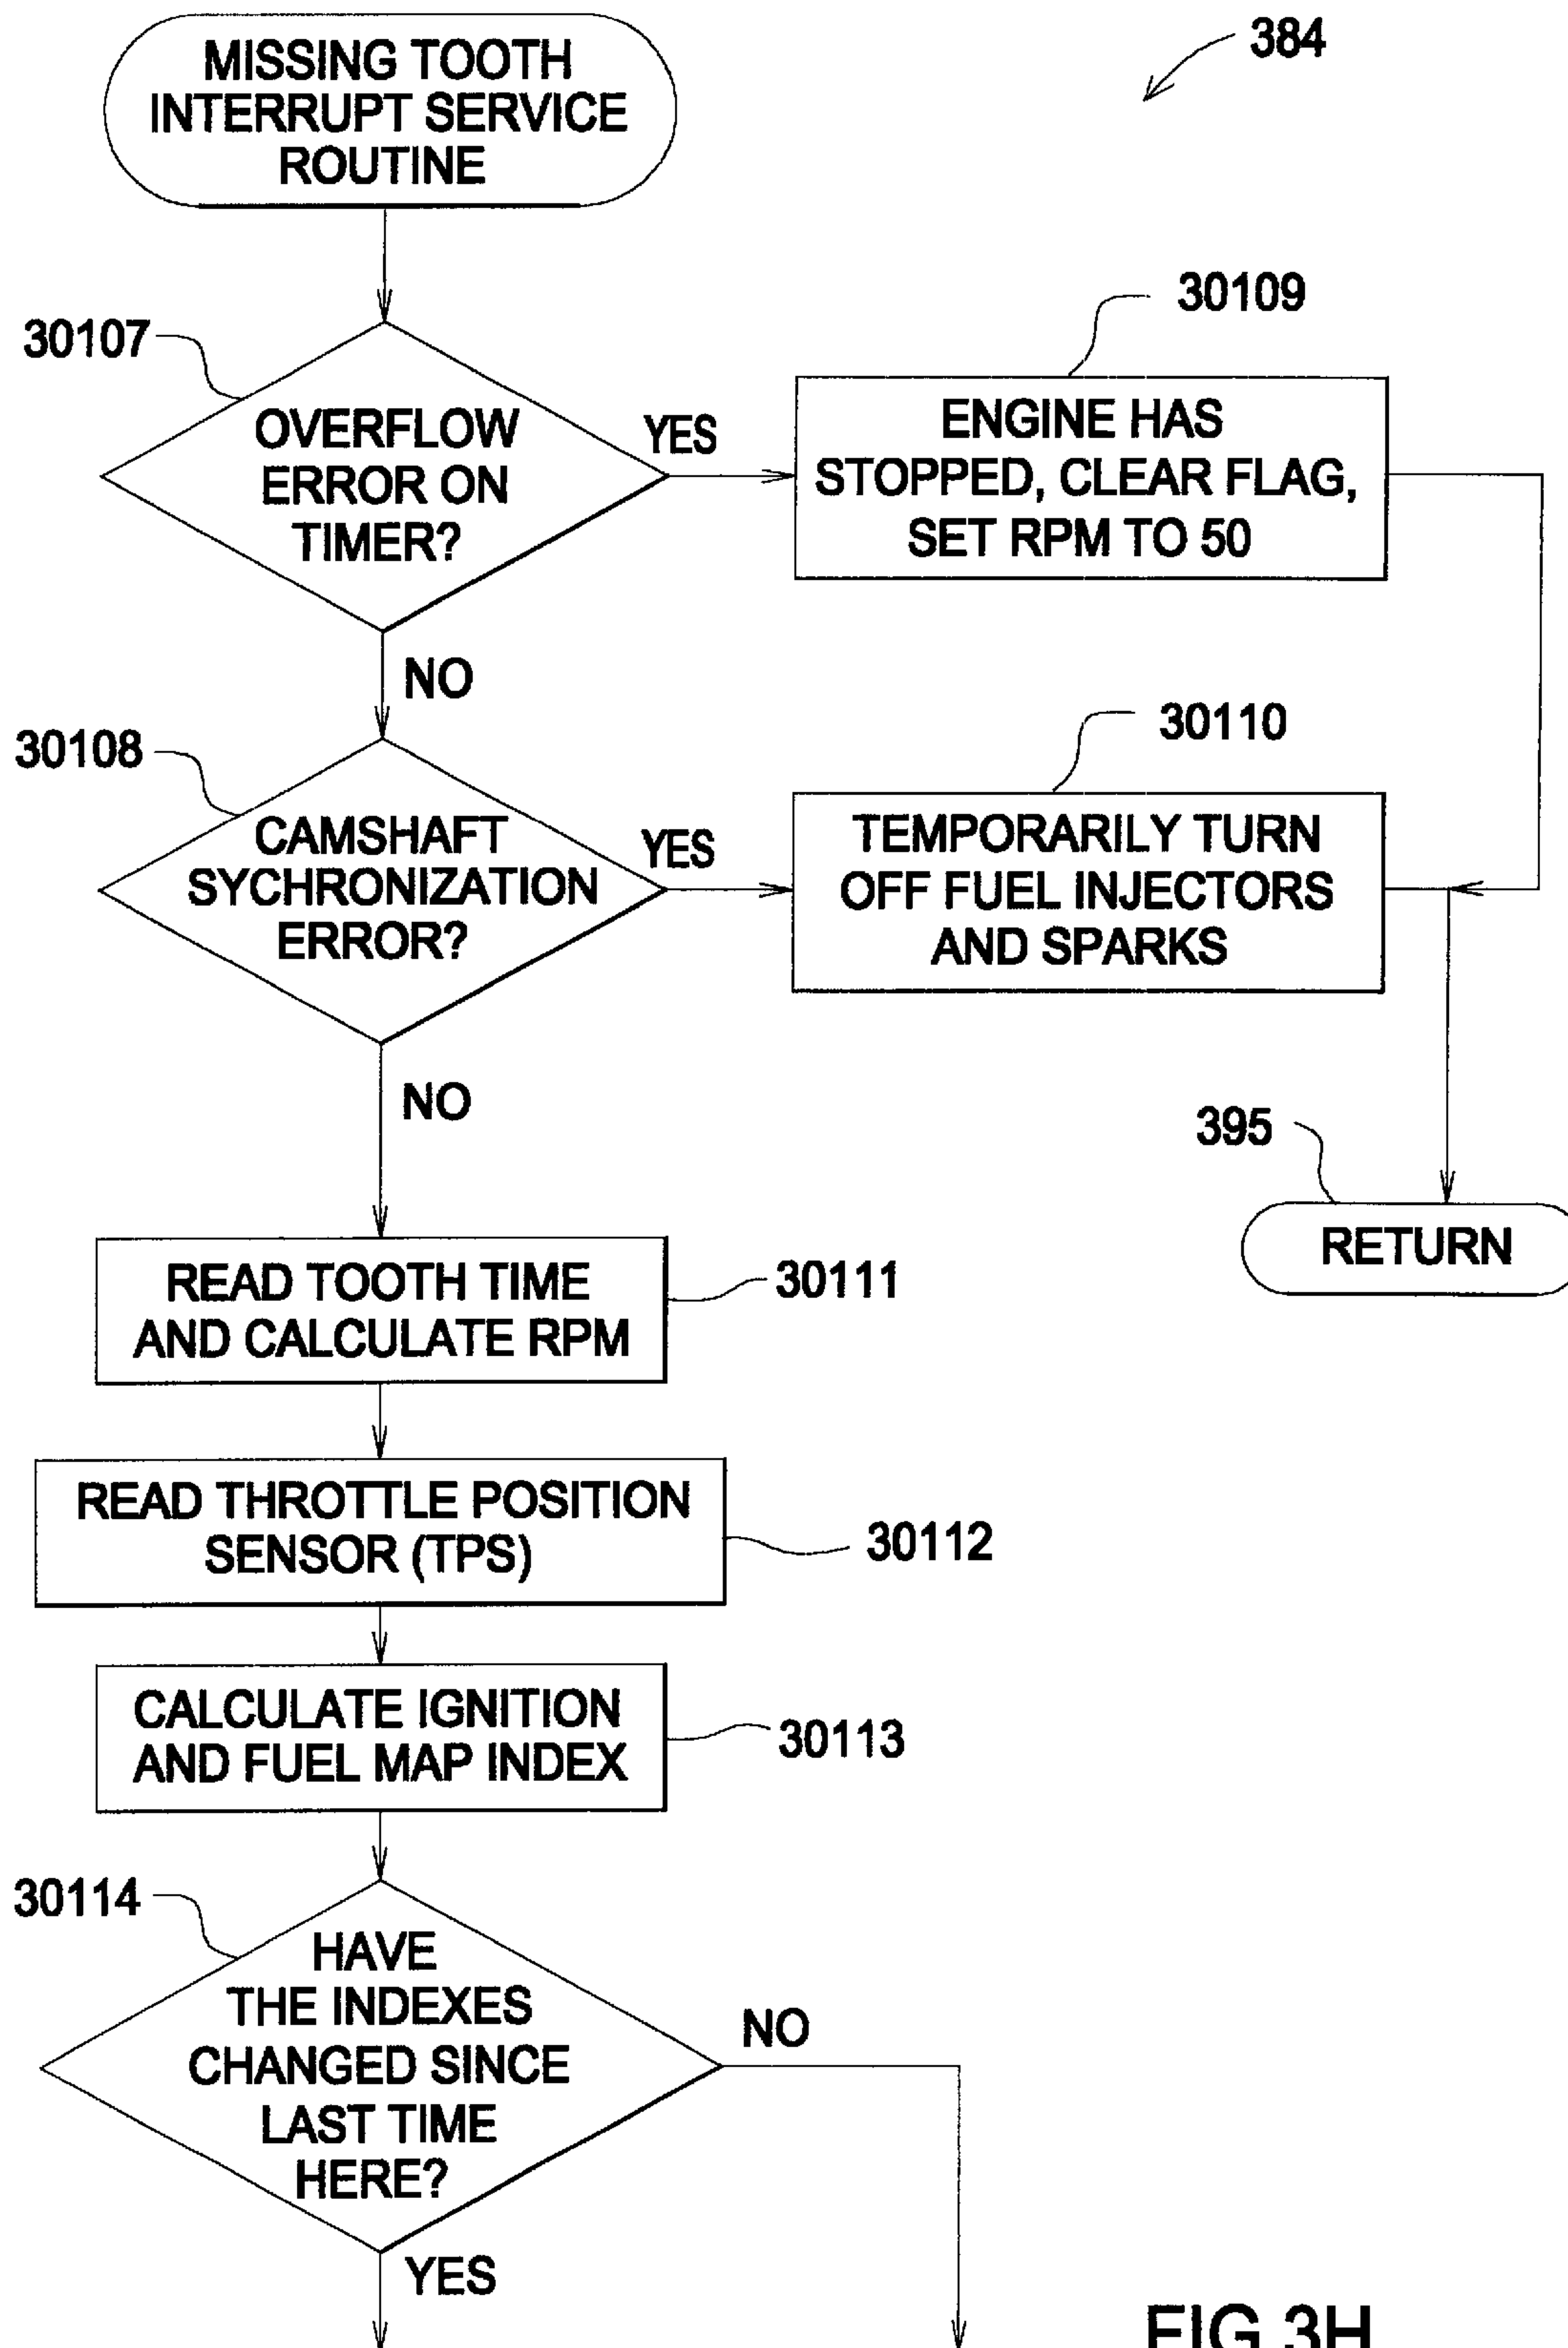 384
MISSING TOOTH
INTERRUPT SERVICE
ROUTINE
30107
OVERFLOW
ERROR ON
TIMER?
YES
30109
ENGINE HAS
STOPPED, CLEAR FLAG,
SET RPM TO 50
NO
30108
CAMSHAFT
SYCHRONIZATION
ERROR?
YES
30110
TEMPORARILY TURN
OFF FUEL INJECTORS
AND SPARKS
NO
395
RETURN
READ TOOTH TIME
AND CALCULATE RPM
30111
READ THROTTLE POSITION
SENSOR (TPS)
30112
CALCULATE IGNITION
AND FUEL MAP INDEX
30113
30114
HAVE
THE INDEXES
CHANGED SINCE
LAST TIME
HERE?
NO
YES
FIG.3H